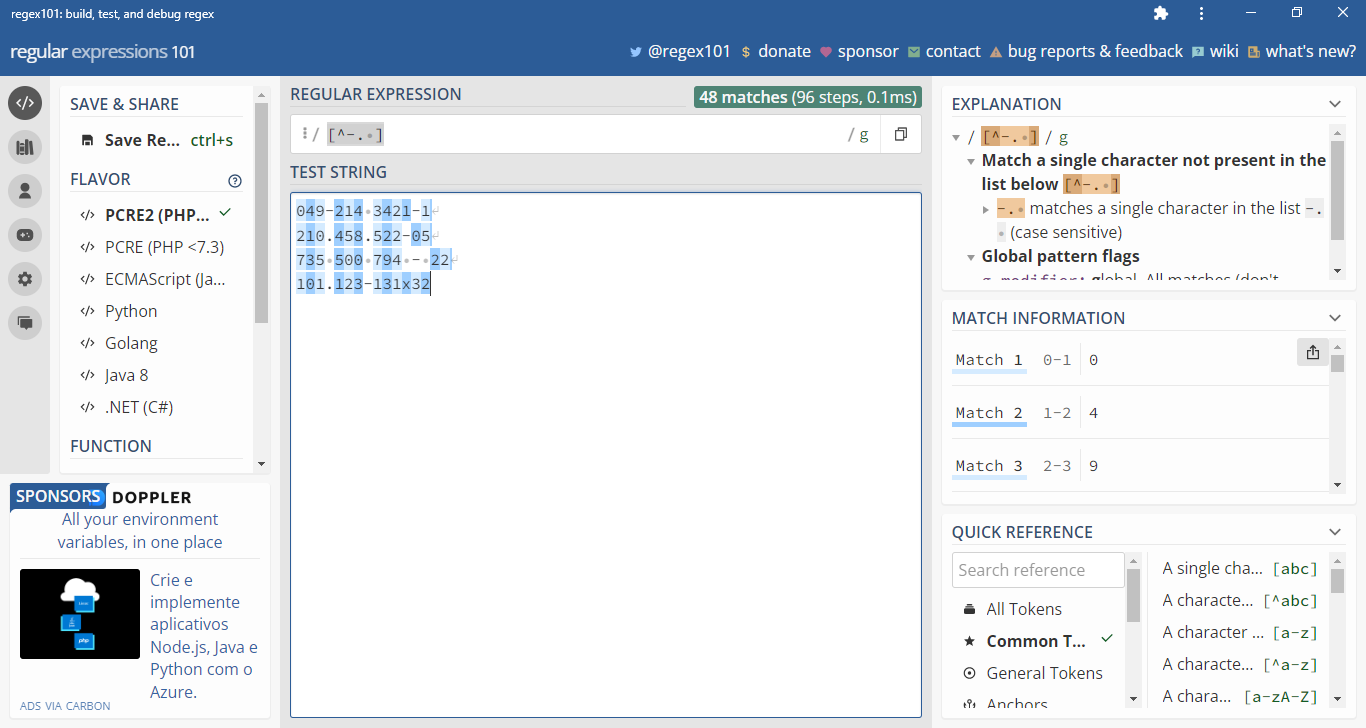 regex101: build, test, and debug regex
regular expressions 101
@regex101 $ donate sponsor contact bug reports & feedback wiki what's new?
SAVE & SHARE
Save Re... ctrl+s
FLAVOR
PCRE2 (PHP...
PCRE (PHP <7.3)
ECMAScript (Ja...
Python
Golang
Java 8
.NET (C#)
FUNCTION
SPONSORS DOPPLER
All your environment
variables, in one place
Crie e
implemente
aplicativos
Node.js, Java e
Python com o
Azure.
ADS VIA CARBON
REGULAR EXPRESSION
48 matches (96 steps, 0.1ms)
/ [^-.·] / g
TEST STRING
049-214·3421-1↵
210.458.522-05↵
735·500·794·-·22↵
101.123-131x32
EXPLANATION
/ [^-.·] / g
Match a single character not present in the
list below [^-.·]
-.· matches a single character in the list -.
· (case sensitive)
Global pattern flags
g modifier: global. All matches (don't
MATCH INFORMATION
Match 1 0-1 0
Match 2 1-2 4
Match 3 2-3 9
QUICK REFERENCE
Search reference
All Tokens
Common T...
General Tokens
Anchors
A single cha... [abc]
A characte... [^abc]
A character ... [a-z]
A characte... [^a-z]
A chara... [a-zA-Z]